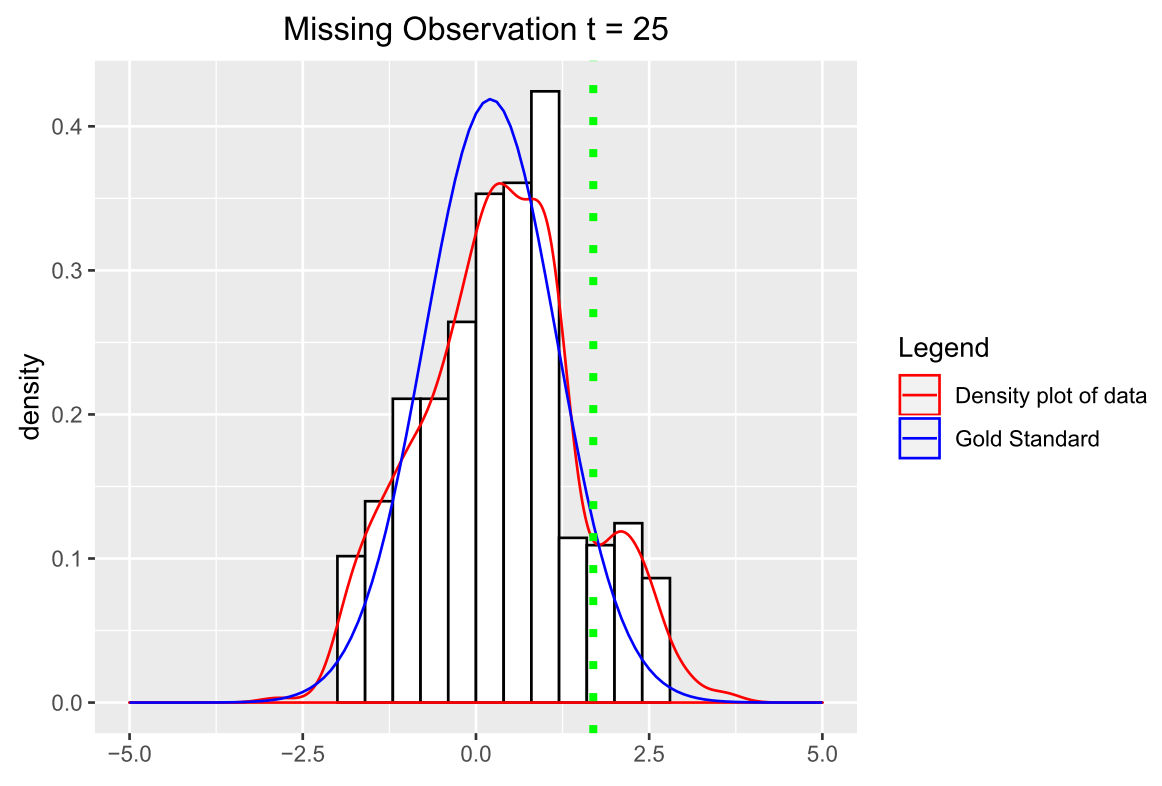 Missing Observation t = 25
density
0.4
0.3
0.2
0.1
0.0
−5.0
−2.5
0.0
2.5
5.0
Legend
Density plot of data
Gold Standard